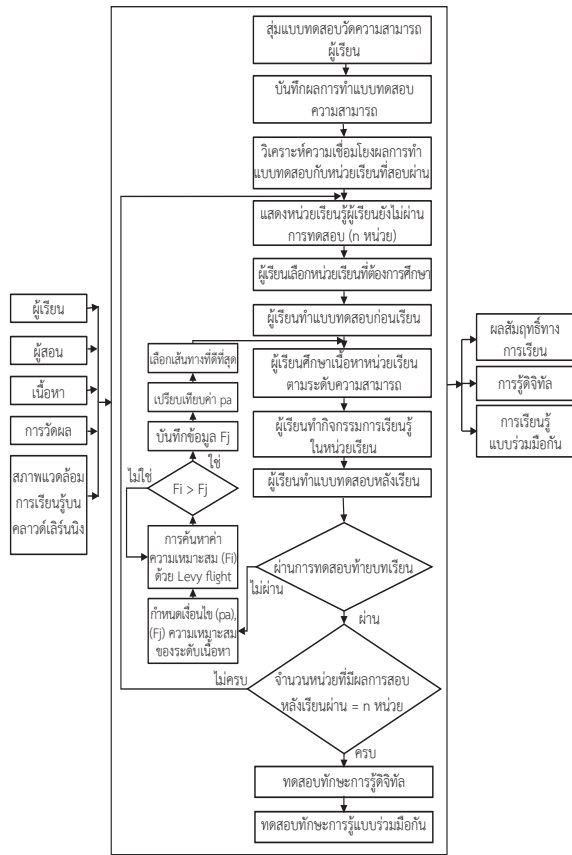 สุ่มแบบทดสอบวัดความสามารถ
ผู้เรียน
บันทึกผลการทำแบบทดสอบ
ความสามารถ
วิเคราะห์ความเชื่อมโยงผลการทำ
แบบทดสอบกับหน่วยเรียนที่สอบผ่าน
แสดงหน่วยเรียนรู้ผู้เรียนยังไม่ผ่าน
การทดสอบ (n หน่วย)
ผู้เรียนเลือกหน่วยเรียนที่ต้องการศึกษา
ผู้เรียนทำแบบทดสอบก่อนเรียน
ผู้เรียนศึกษาเนื้อหาหน่วยเรียน
ตามระดับความสามารถ
ผู้เรียนทำกิจกรรมการเรียนรู้
ในหน่วยเรียน
ผู้เรียนทำแบบทดสอบหลังเรียน
ผ่านการทดสอบท้ายบทเรียน
ไม่ผ่าน
ผ่าน
จำนวนหน่วยที่มีผลการสอบ
หลังเรียนผ่าน = n หน่วย
ไม่ครบ
ครบ
ทดสอบทักษะการรู้ดิจิทัล
ทดสอบทักษะการรู้แบบร่วมมือกัน
เลือกเส้นทางที่ดีที่สุด
เปรียบเทียบค่า pa
บันทึกข้อมูล Fj
ใช่
ไม่ใช่
Fi > Fj
การค้นหาค่า
ความเหมาะสม (Fi)
ด้วย Levy flight
กำหนดเงื่อนไข (pa),
(Fj) ความเหมาะสม
ของระดับเนื้อหา
ผู้เรียน
ผู้สอน
เนื้อหา
การวัดผล
สภาพแวดล้อม
การเรียนรู้บน
คลาวด์เลิร์นนิง
ผลสัมฤทธิ์ทาง
การเรียน
การรู้ดิจิทัล
การเรียนรู้
แบบร่วมมือกัน